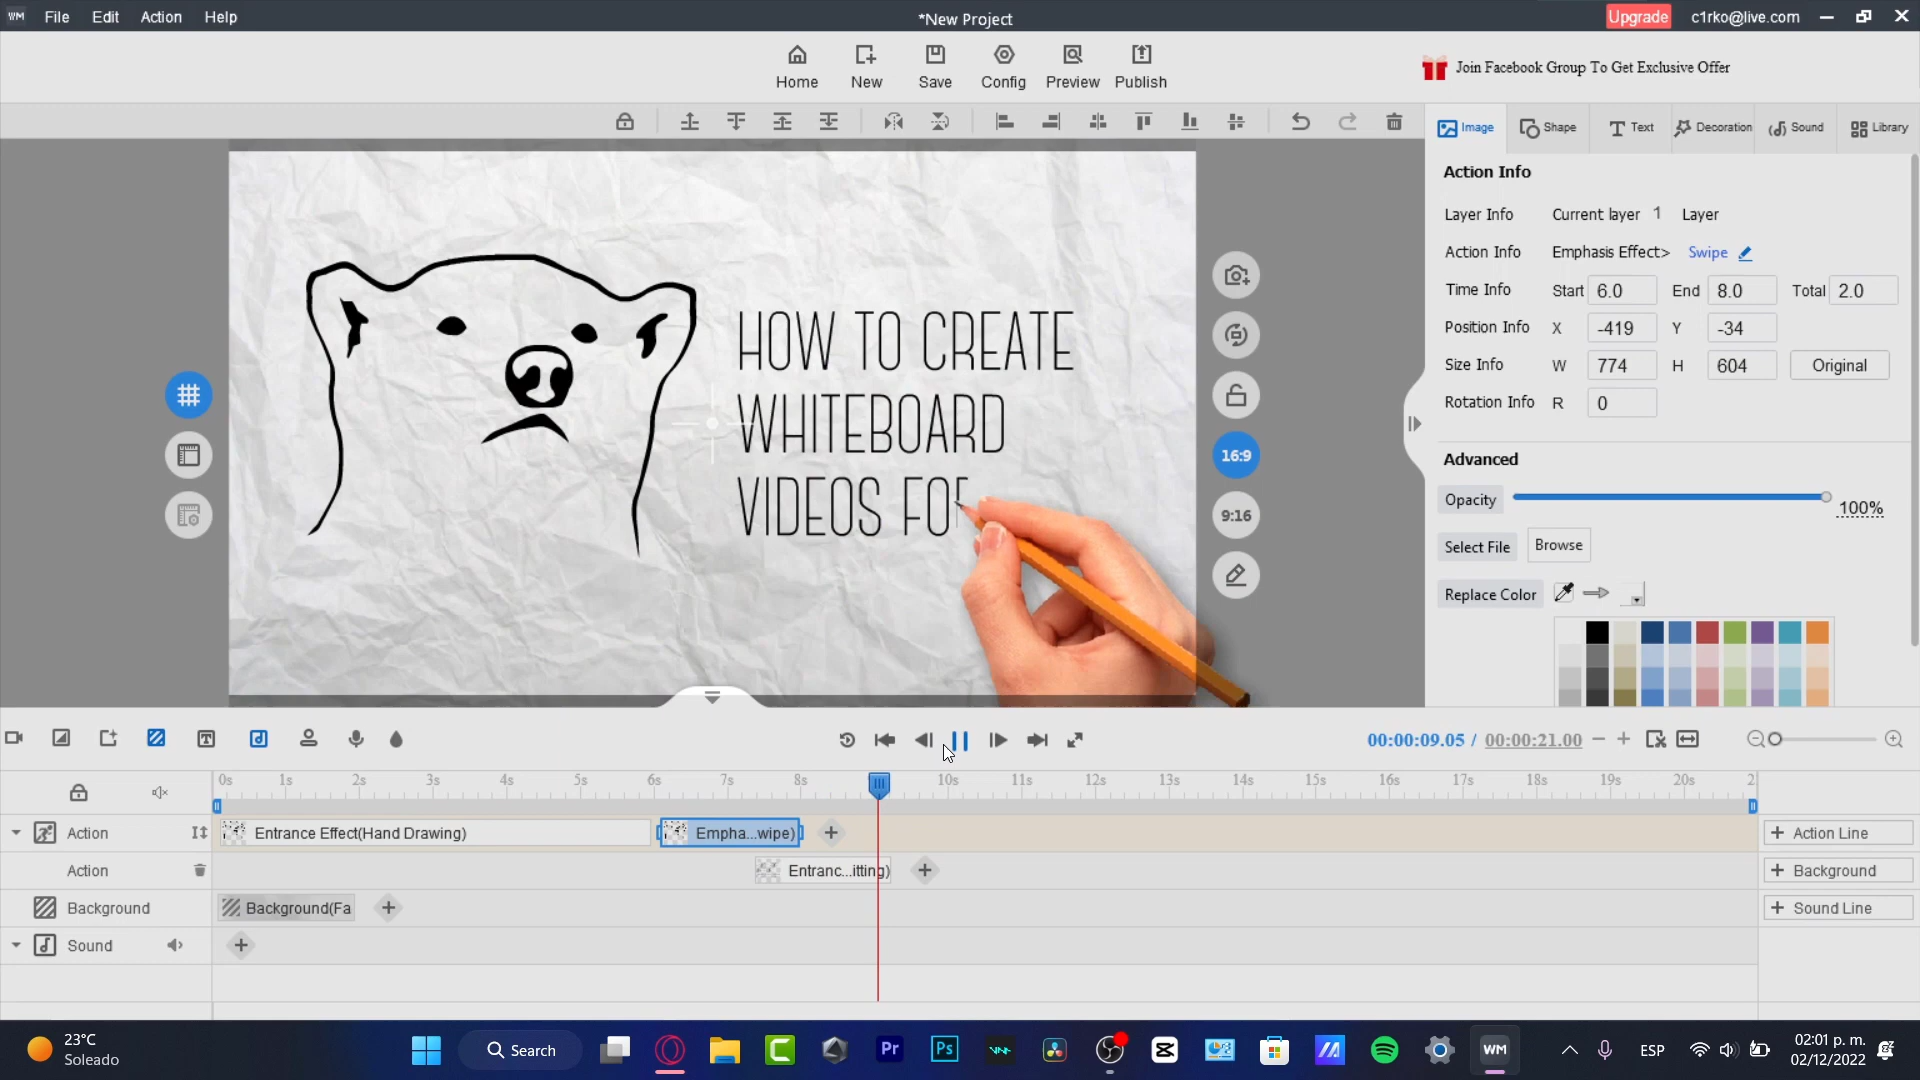 WM File Edit Action Help
*New Project
Upgrade c1rko@live.com
Home New Save Config Preview Publish
Join Facebook Group To Get Exclusive Offer
Image Shape Text Decoration Sound Library
Action Info
Layer Info Current layer 1 Layer
Action Info Emphasis Effect> Swipe
Time Info Start 6.0 End 8.0 Total 2.0
Position Info X -419 Y -34
Size Info W 774 H 604 Original
Rotation Info R 0
Advanced
Opacity 100%
Select File Browse
Replace Color
HOW TO CREATE
WHITEBOARD
VIDEOS FO
16:9
9:16
00:00:09.05 / 00:00:21.00
0s 1s 2s 3s 4s 5s 6s 7s 8s 10s 11s 12s 13s 14s 15s 16s 17s 18s 19s 20s 2
Action Entrance Effect(Hand Drawing) Empha...wipe) + Action Line
Action Entranc...itting) + Background
Background Background(Fa + Sound Line
Sound
23°C
Soleado
Search
Pr Ps WM
ESP
02:01 p. m.
02/12/2022